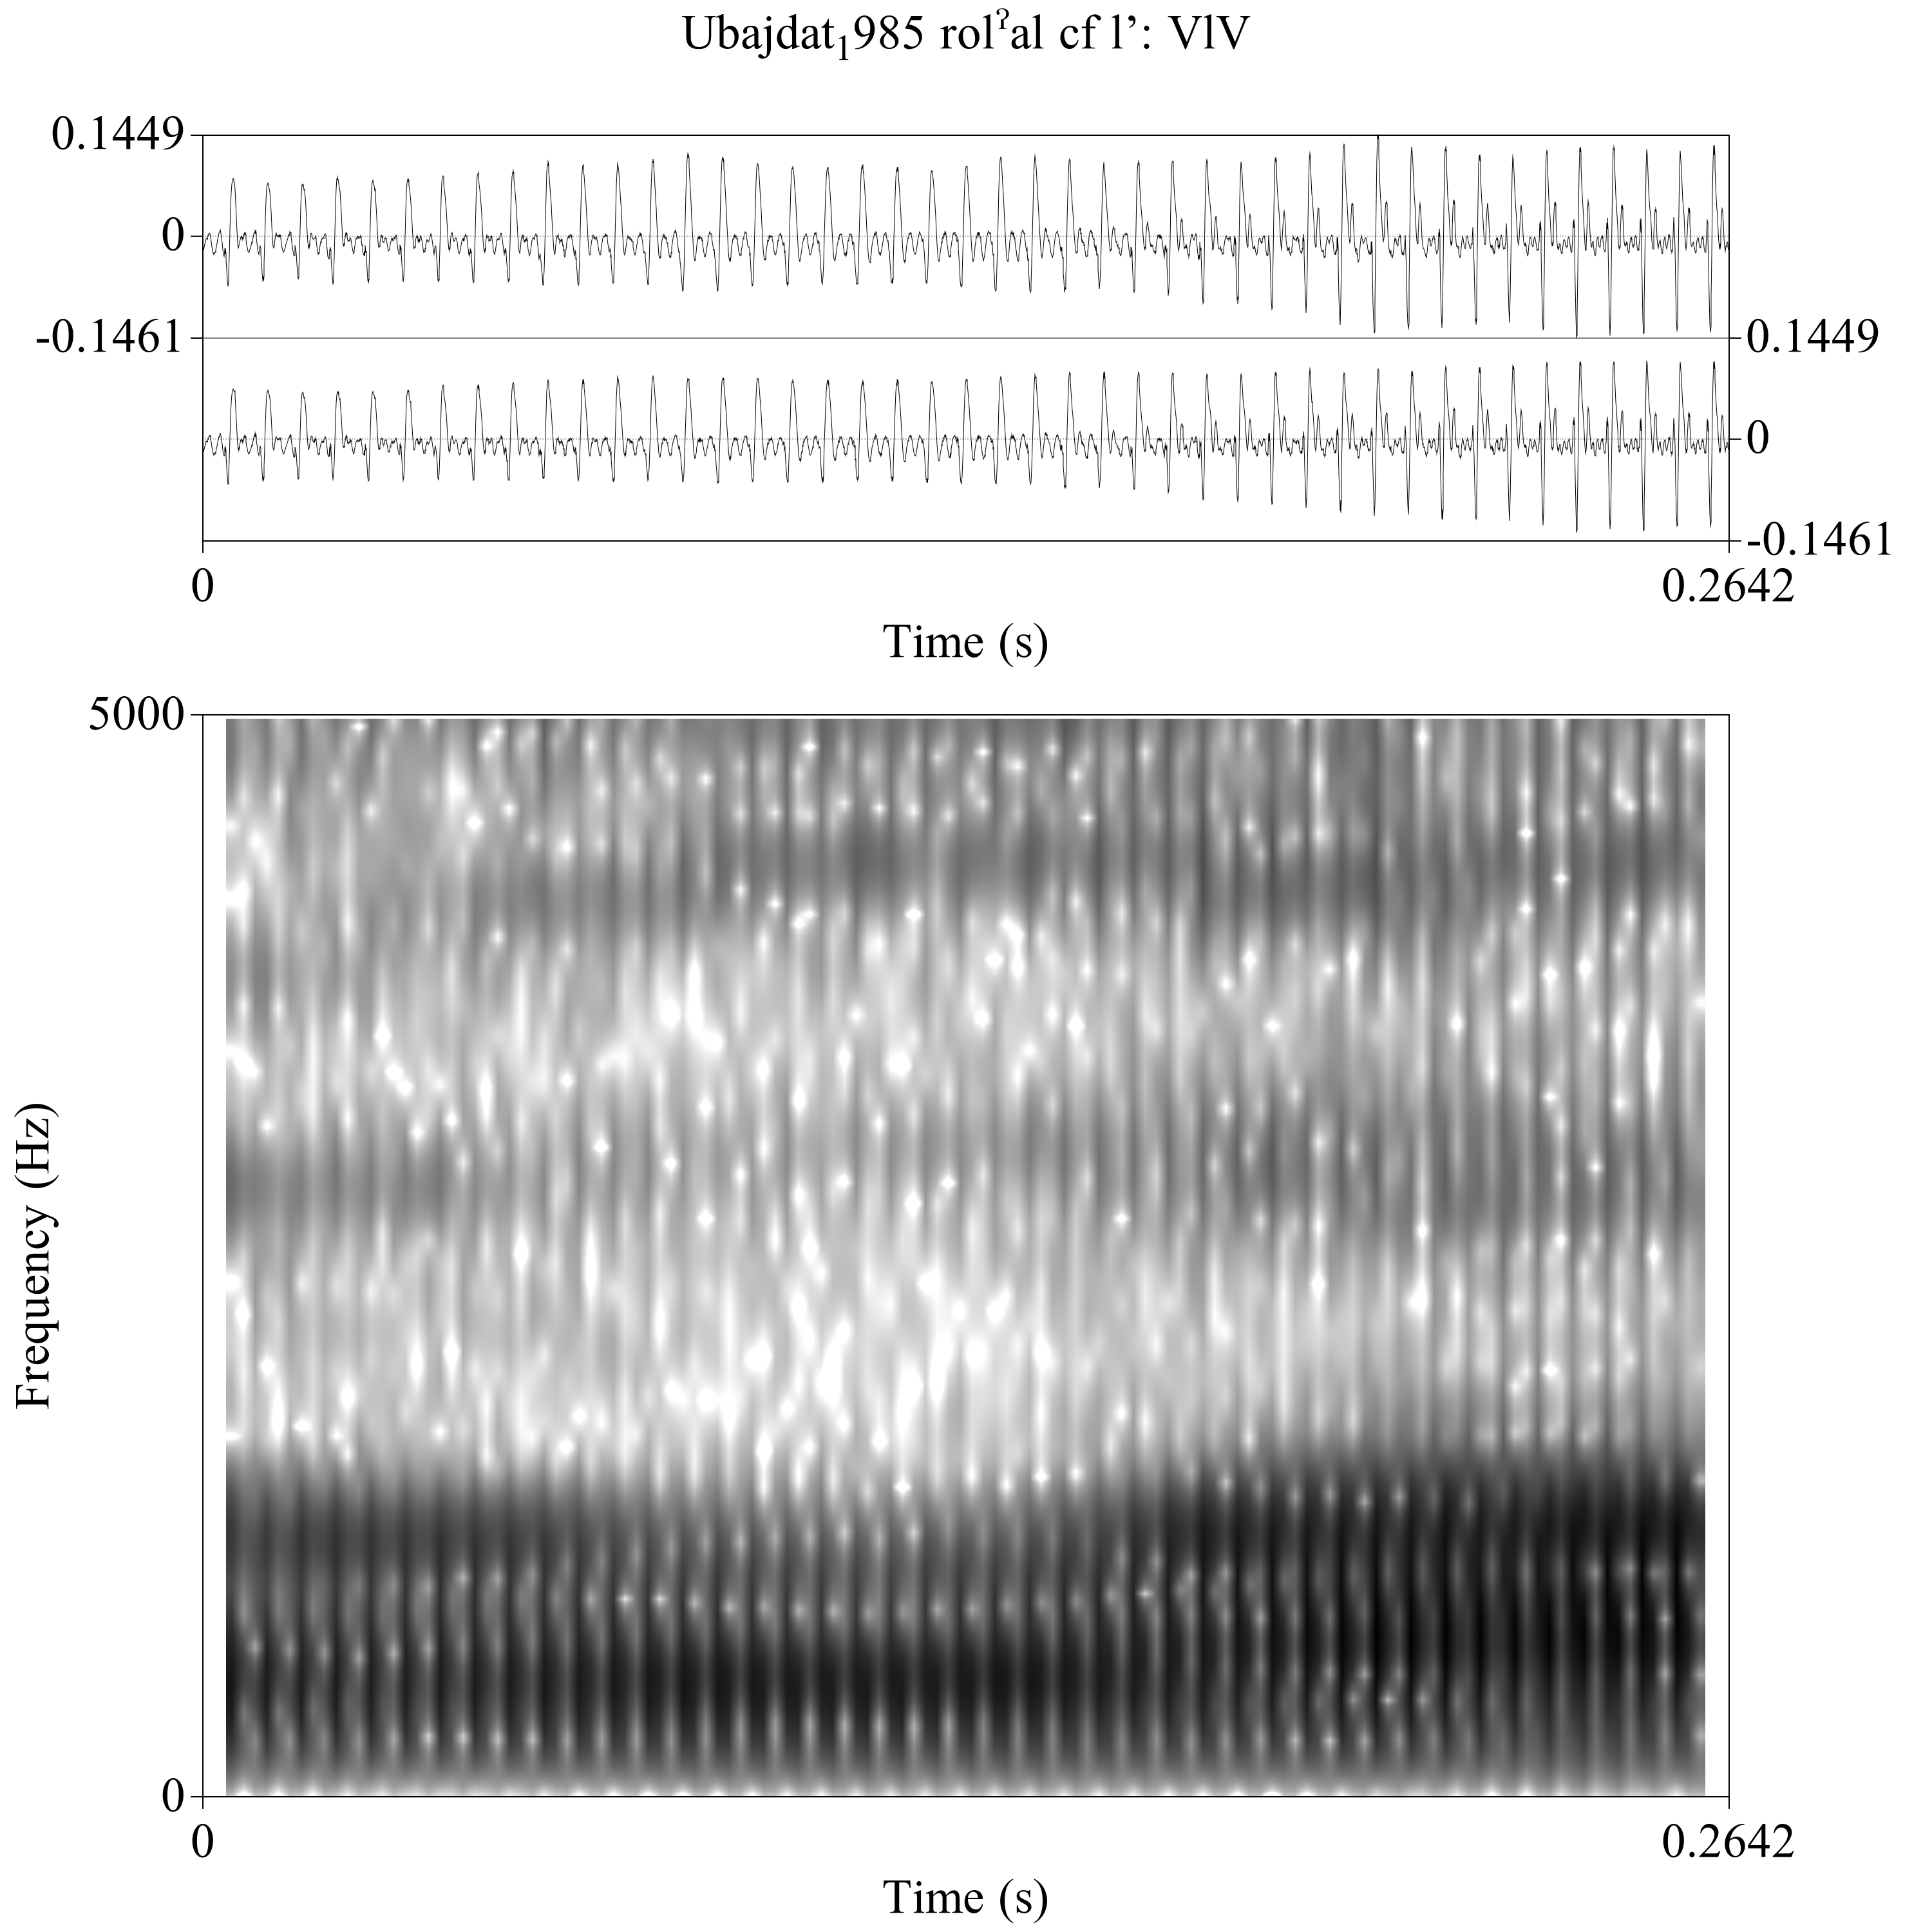 Ubajdat₁985 rolˀal cf l’: VlV
0.1449
0
-0.1461
0.1449
0
-0.1461
0 0.2642
Time (s)
5000
Frequency (Hz)
0
0 0.2642
Time (s)